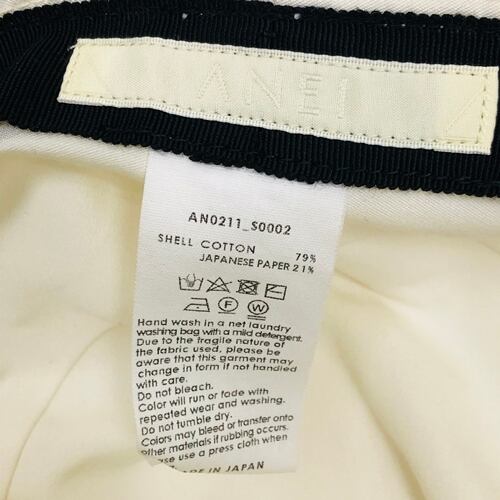 AN0211_S0002
SHELL COTTON 79%
JAPANESE PAPER 21%
F W
Hand wash in a net laundry
washing bag with a mild detergent.
Due to the fragile nature of
the fabric used, please be
aware that this garment may
change in form if not handled
with care.
Do not bleach.
Color will run or fade with
repeated wear and washing.
Do not tumble dry.
Colors may bleed or transfer onto
other materials if rubbing occurs.
Please use a press cloth when
IN JAPAN